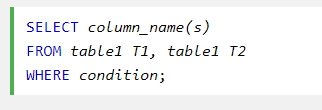 SELECT column_name(s)
FROM table1 T1, table1 T2
WHERE condition;